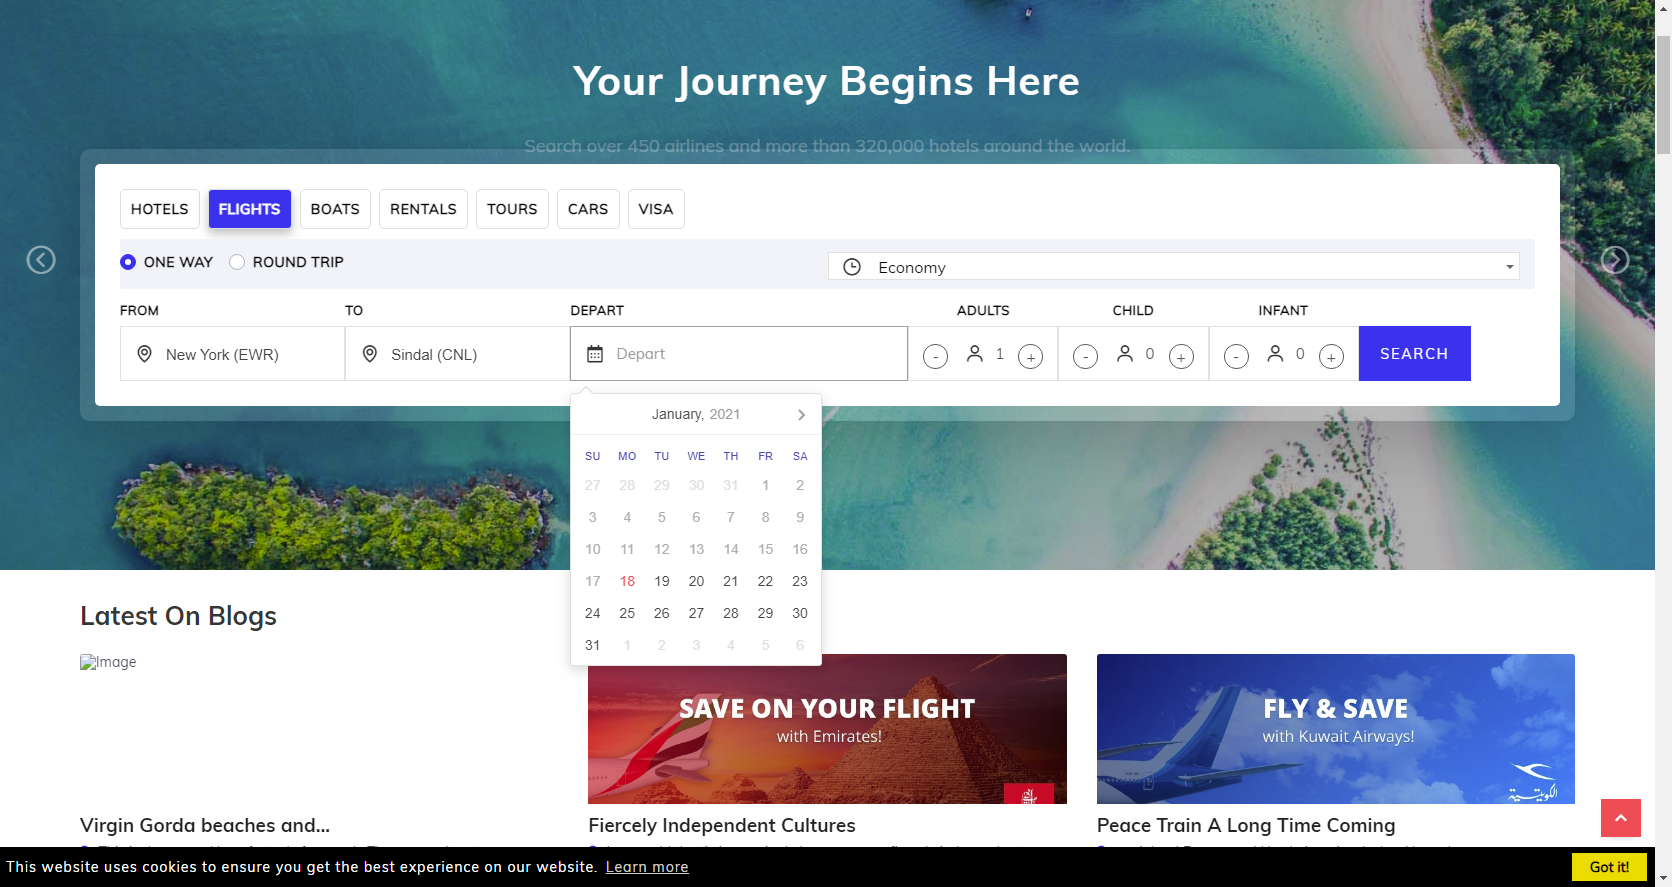 Your Journey Begins Here
Search over 450 airlines and more than 320,000 hotels around the world.
HOTELS FLIGHTS BOATS RENTALS TOURS CARS VISA
ONE WAY ROUND TRIP Economy
FROM TO DEPART ADULTS CHILD INFANT
New York (EWR) Sindal (CNL) Depart - 1 + - 0 + - 0 + SEARCH
January, 2021
SU MO TU WE TH FR SA
27 28 29 30 31 1 2
3 4 5 6 7 8 9
10 11 12 13 14 15 16
17 18 19 20 21 22 23
24 25 26 27 28 29 30
31 1 2 3 4 5 6
Latest On Blogs
Image
SAVE ON YOUR FLIGHT
with Emirates!
FLY & SAVE
with Kuwait Airways!
الكويتية
Virgin Gorda beaches and...
Fiercely Independent Cultures
Peace Train A Long Time Coming
This website uses cookies to ensure you get the best experience on our website. Learn more Got it!